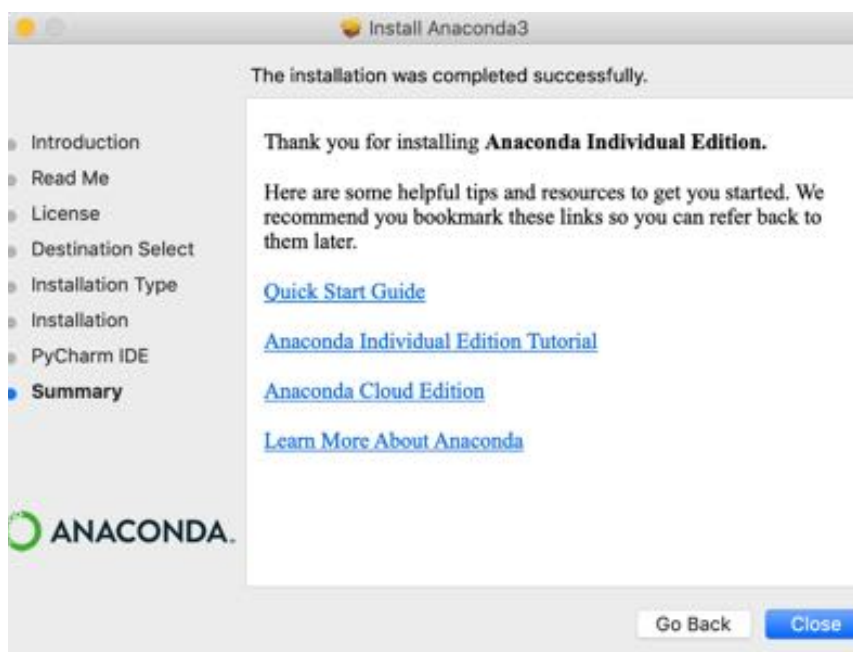 Install Anaconda3
The installation was completed successfully.
Introduction
Read Me
License
Destination Select
Installation Type
Installation
PyCharm IDE
Summary
Thank you for installing Anaconda Individual Edition.
Here are some helpful tips and resources to get you started. We
recommend you bookmark these links so you can refer back to
them later.
Quick Start Guide
Anaconda Individual Edition Tutorial
Anaconda Cloud Edition
Learn More About Anaconda
ANACONDA.
Go Back
Close